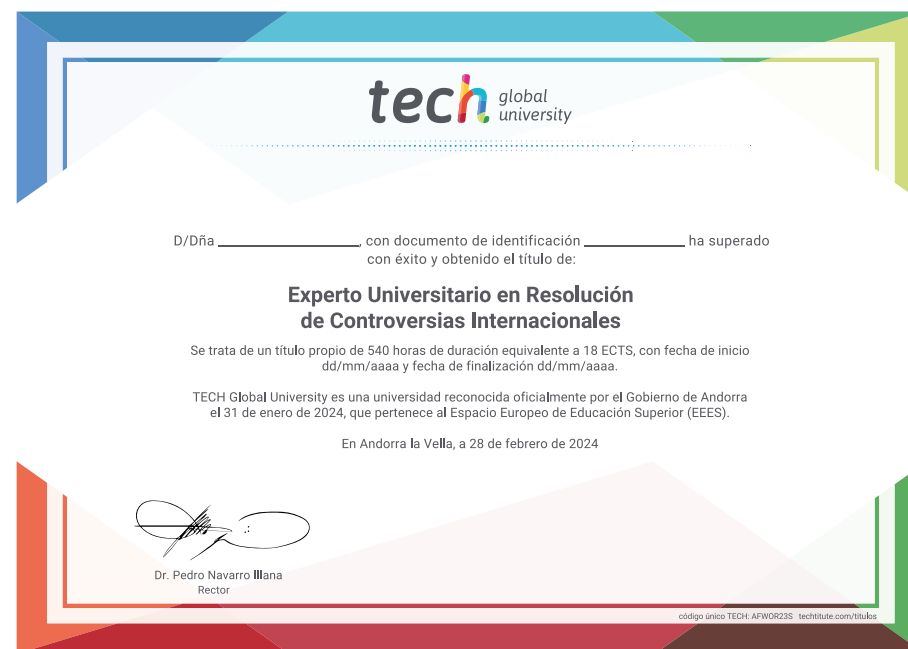 tech global university
D/Dña ____________________, con documento de identificación ______________ ha superado
con éxito y obtenido el título de:
Experto Universitario en Resolución
de Controversias Internacionales
Se trata de un título propio de 540 horas de duración equivalente a 18 ECTS, con fecha de inicio
dd/mm/aaaa y fecha de finalización dd/mm/aaaa.
TECH Global University es una universidad reconocida oficialmente por el Gobierno de Andorra
el 31 de enero de 2024, que pertenece al Espacio Europeo de Educación Superior (EEES).
En Andorra la Vella, a 28 de febrero de 2024
Dr. Pedro Navarro Illana
Rector
código único TECH: AFWOR23S techtitute.com/titulos